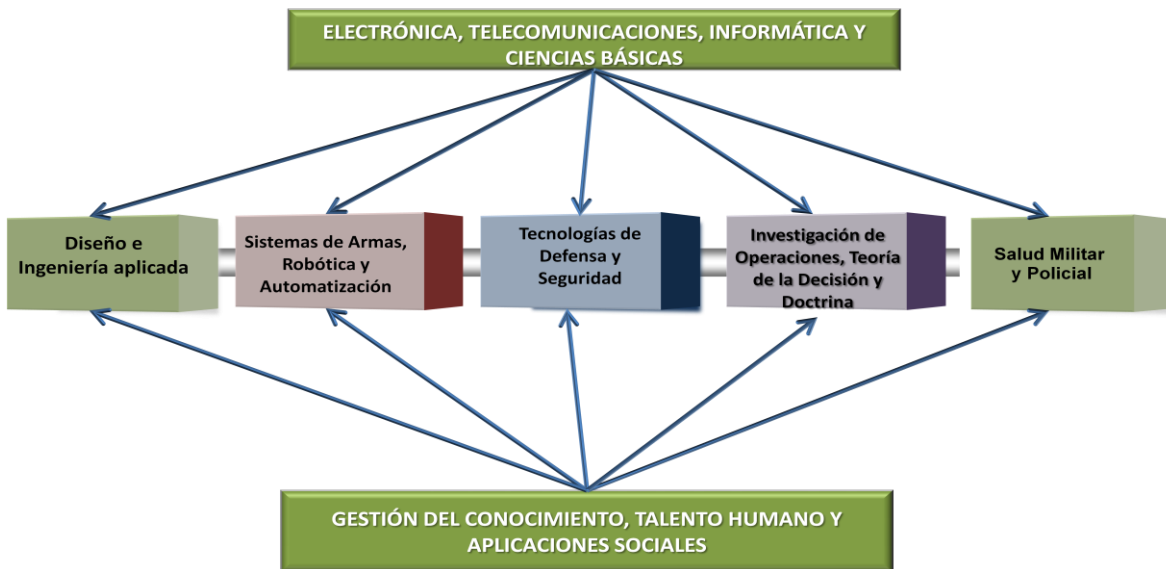 ELECTRÓNICA, TELECOMUNICACIONES, INFORMÁTICA Y
CIENCIAS BÁSICAS
Diseño e
Ingeniería aplicada
Sistemas de Armas,
Robótica y
Automatización
Tecnologías de
Defensa y
Seguridad
Investigación de
Operaciones, Teoría
de la Decisión y
Doctrina
Salud Militar
y Policial
GESTIÓN DEL CONOCIMIENTO, TALENTO HUMANO Y
APLICACIONES SOCIALES